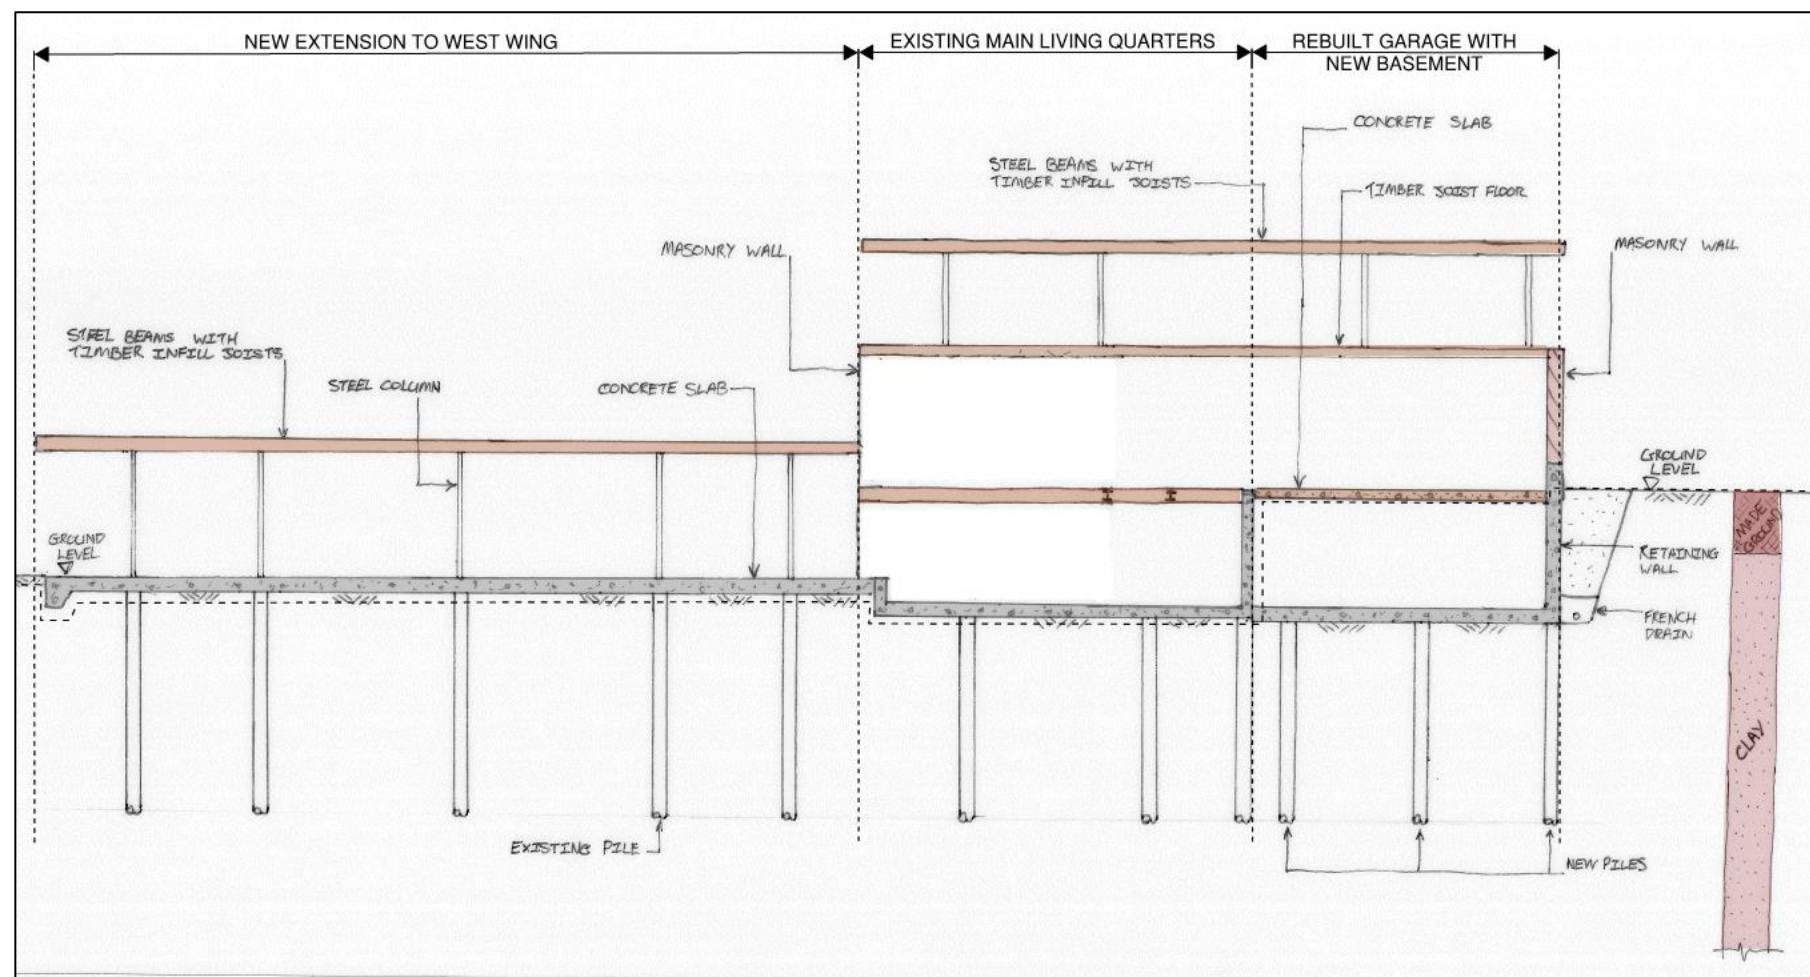 NEW EXTENSION TO WEST WING
EXISTING MAIN LIVING QUARTERS
REBUILT GARAGE WITH
NEW BASEMENT
CONCRETE SLAB
STEEL BEAMS WITH
TIMBER INFILL JOISTS
TIMBER JOIST FLOOR
MASONRY WALL
MASONRY WALL
STEEL BEAMS WITH
TIMBER INFILL JOISTS
STEEL COLUMN
CONCRETE SLAB
GROUND
LEVEL
GROUND
LEVEL
MADE
GROUND
RETAINING
WALL
FRENCH
DRAIN
CLAY
EXISTING PILE
NEW PILES